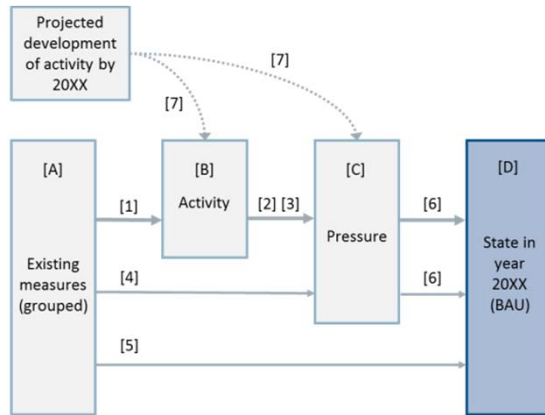 Projected
development
of activity by
20XX
[7]
[7]
[A]
[B]
[C]
[D]
[1]
Activity
[2] [3]
[6]
Existing
measures
(grouped)
[4]
Pressure
[6]
State in
year
20XX
(BAU)
[5]